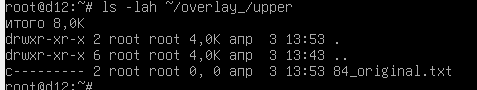 root@d12:~# ls -lah ~/overlay_/upper
итого 8,0K
drwxr-xr-x 2 root root 4,0K апр  3 13:53 .
drwxr-xr-x 6 root root 4,0K апр  3 13:43 ..
c--------- 2 root root 0, 0 апр  3 13:53 84_original.txt
root@d12:~#